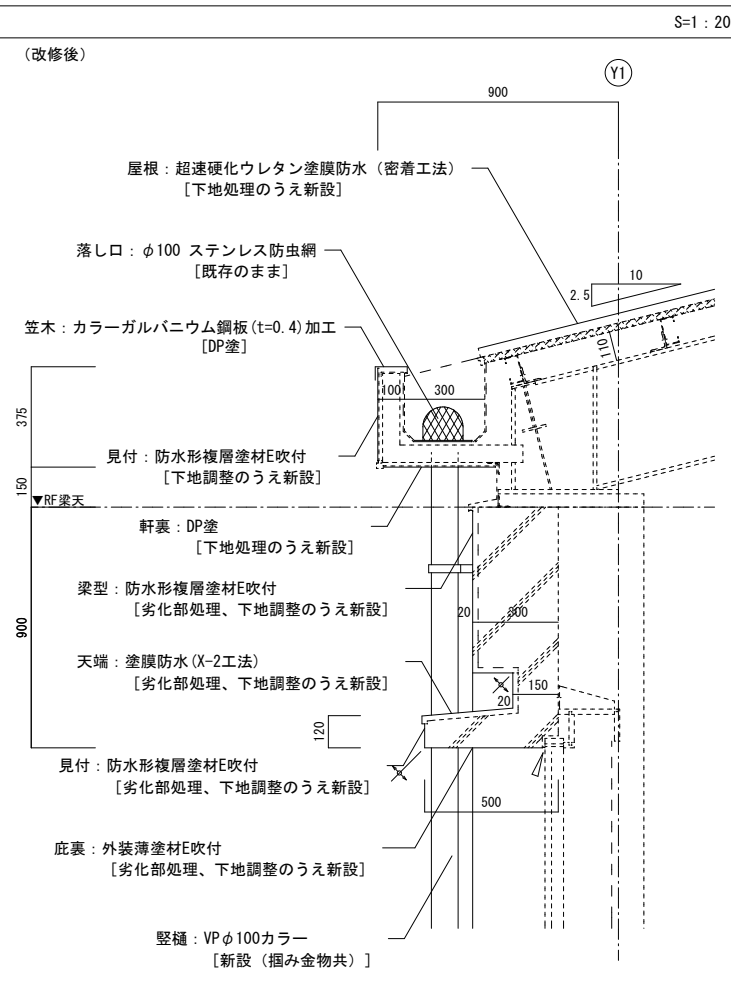 S=1：20
（改修後）
Y1
900
屋根：超速硬化ウレタン塗膜防水（密着工法）
[下地処理のうえ新設]
落し口：φ100 ステンレス防虫網
[既存のまま]
10
2.5
笠木：カラーガルバニウム鋼板(t=0.4)加工
[DP塗]
110
100
300
375
見付：防水形複層塗材E吹付
[下地調整のうえ新設]
150
▼RF梁天
軒裏：DP塗
[下地処理のうえ新設]
梁型：防水形複層塗材E吹付
[劣化部処理、下地調整のうえ新設]
20
300
900
天端：塗膜防水(X-2工法)
[劣化部処理、下地調整のうえ新設]
150
20
120
見付：防水形複層塗材E吹付
[劣化部処理、下地調整のうえ新設]
500
庇裏：外装薄塗材E吹付
[劣化部処理、下地調整のうえ新設]
竪樋：VPφ100カラー
[新設（掴み金物共）]